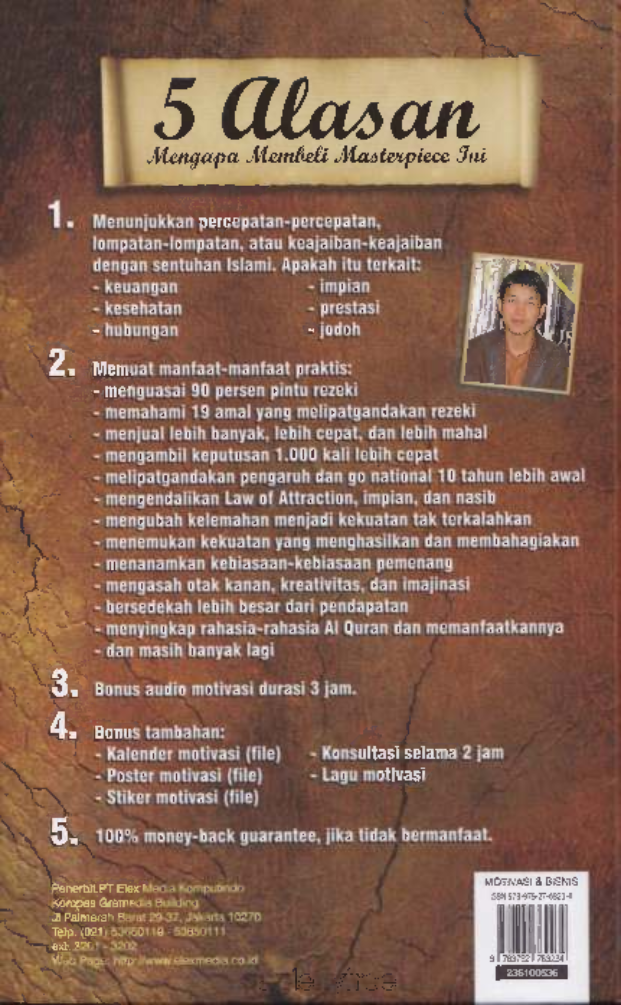 5 Alasan
Mengapa Membeli Masterpiece Ini
1. Menunjukkan percepatan-percepatan,
lompatan-lompatan, atau keajaiban-keajaiban
dengan sentuhan Islami. Apakah itu terkait:
- keuangan - impian
- kesehatan - prestasi
- hubungan - jodoh
2. Memuat manfaat-manfaat praktis:
- menguasai 90 persen pintu rezeki
- memahami 19 amal yang melipatgandakan rezeki
- menjual lebih banyak, lebih cepat, dan lebih mahal
- mengambil keputusan 1.000 kali lebih cepat
- melipatgandakan pengaruh dan go national 10 tahun lebih awal
- mengendalikan Law of Attraction, impian, dan nasib
- mengubah kelemahan menjadi kekuatan tak terkalahkan
- menemukan kekuatan yang menghasilkan dan membahagiakan
- menanamkan kebiasaan-kebiasaan pemenang
- mengasah otak kanan, kreativitas, dan imajinasi
- bersedekah lebih besar dari pendapatan
- menyingkap rahasia-rahasia Al Quran dan memanfaatkannya
- dan masih banyak lagi
3. Bonus audio motivasi durasi 3 jam.
4. Bonus tambahan:
- Kalender motivasi (file) - Konsultasi selama 2 jam
- Poster motivasi (file) - Lagu motivasi
- Stiker motivasi (file)
5. 100% money-back guarantee, jika tidak bermanfaat.
Penerbit PT Elex Media Komputindo
Kompas Gramedia Building
Jl Palmerah Barat 29-37, Jakarta 10270
Telp. (021) 53650110 - 53650111
ext: 3201 - 3202
Web Page: http://www.elexmedia.co.id
MOTIVASI & BISNIS
ISBN
236100536